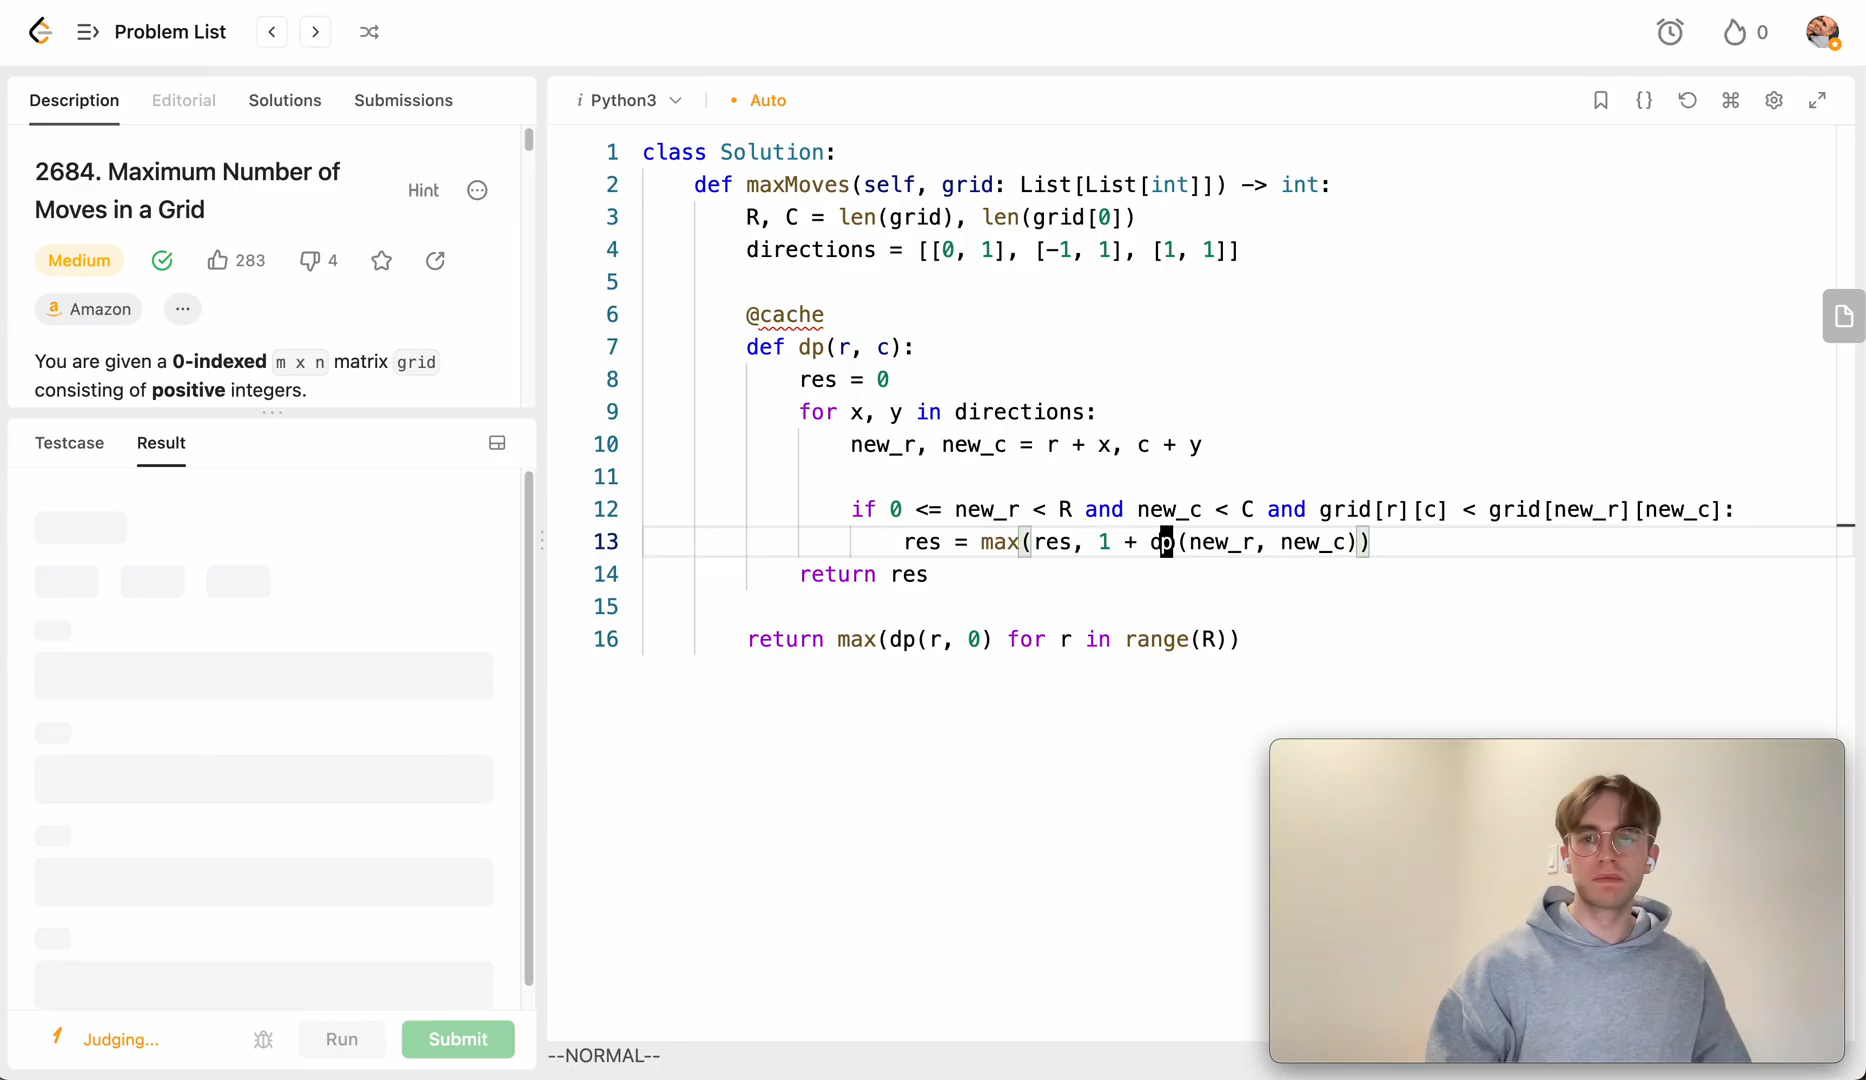 Problem List
0
Description
Editorial
Solutions
Submissions
2684. Maximum Number of
Moves in a Grid
Hint
Medium
283
4
Amazon
You are given a 0-indexed m x n matrix grid
consisting of positive integers.
Testcase
Result
Judging...
Run
Submit
i Python3
• Auto
1 class Solution:
2 def maxMoves(self, grid: List[List[int]]) -> int:
3 R, C = len(grid), len(grid[0])
4 directions = [[0, 1], [-1, 1], [1, 1]]
5
6 @cache
7 def dp(r, c):
8 res = 0
9 for x, y in directions:
10 new_r, new_c = r + x, c + y
11
12 if 0 <= new_r < R and new_c < C and grid[r][c] < grid[new_r][new_c]:
13 res = max(res, 1 + dp(new_r, new_c))
14 return res
15
16 return max(dp(r, 0) for r in range(R))
--NORMAL--